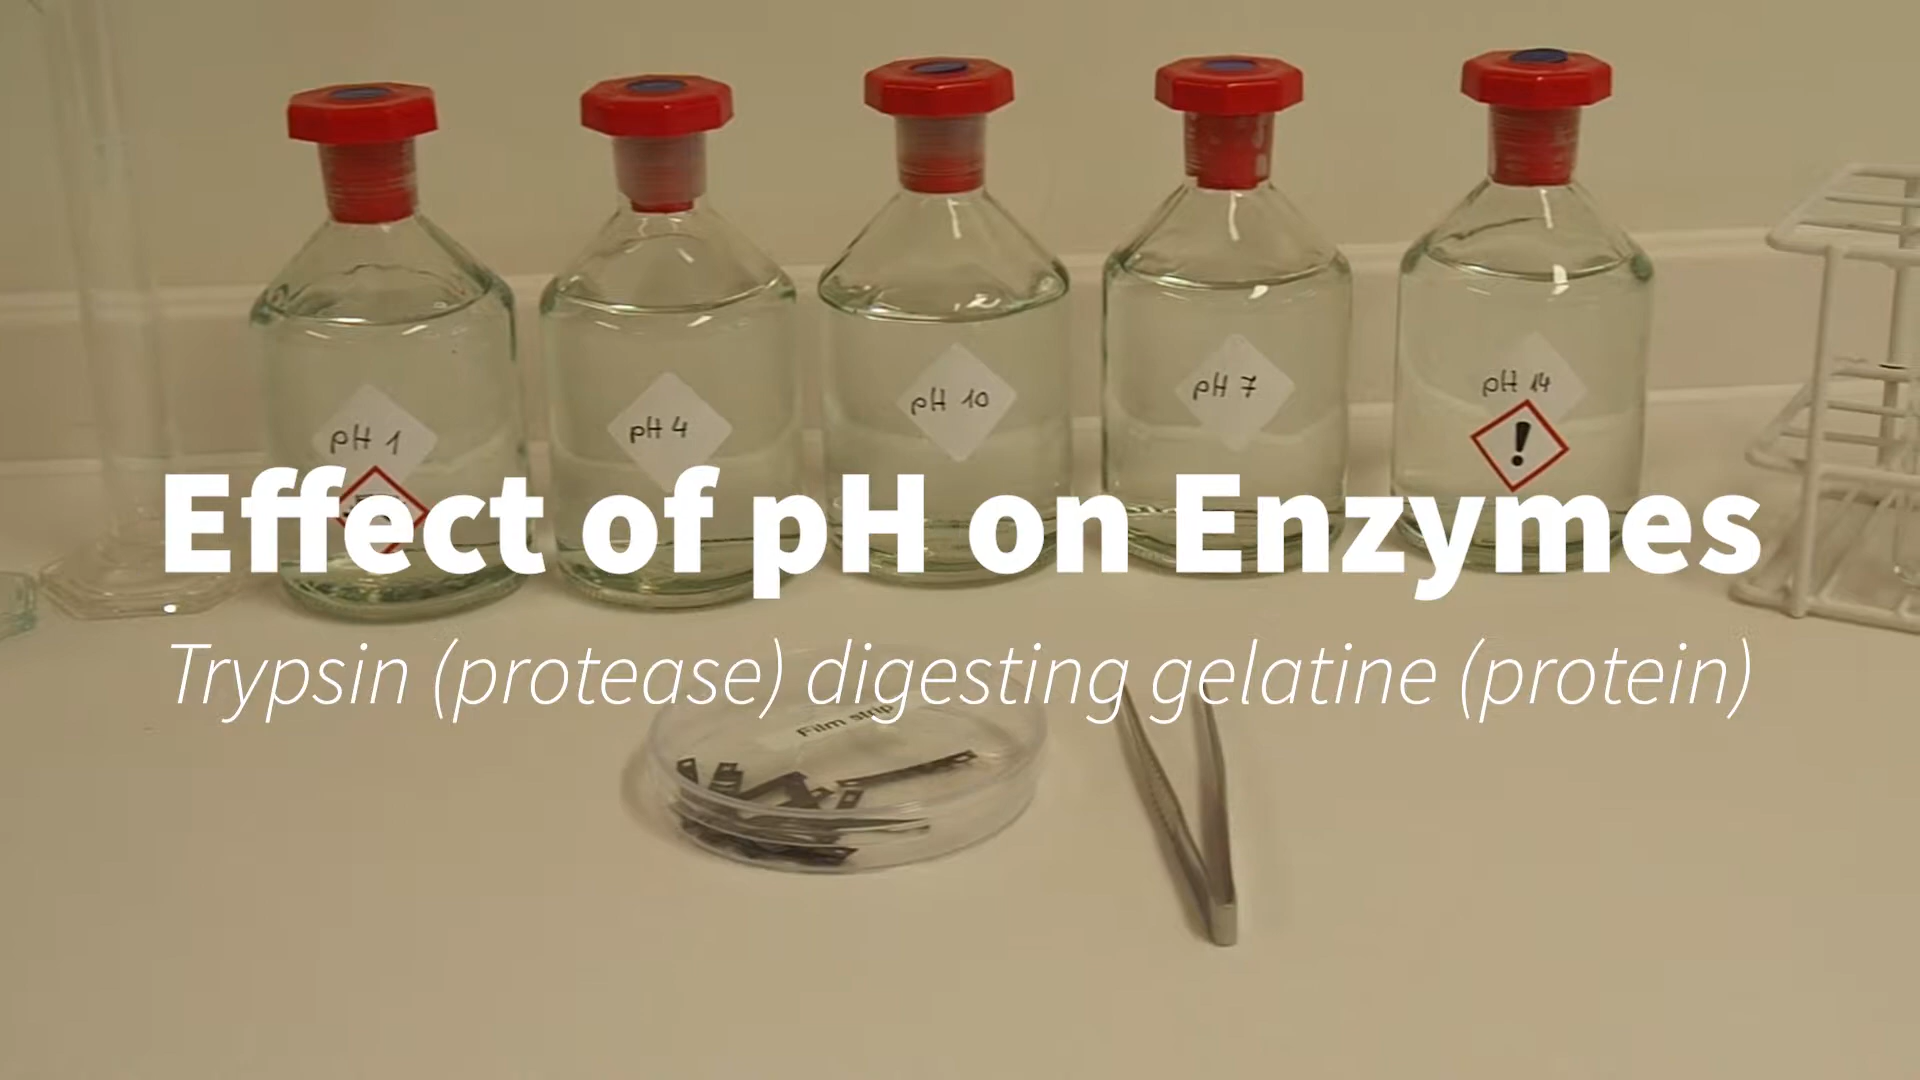 pH 1
pH 4
pH 10
pH 7
pH 14
Effect of pH on Enzymes
Trypsin (protease) digesting gelatine (protein)
Film strip